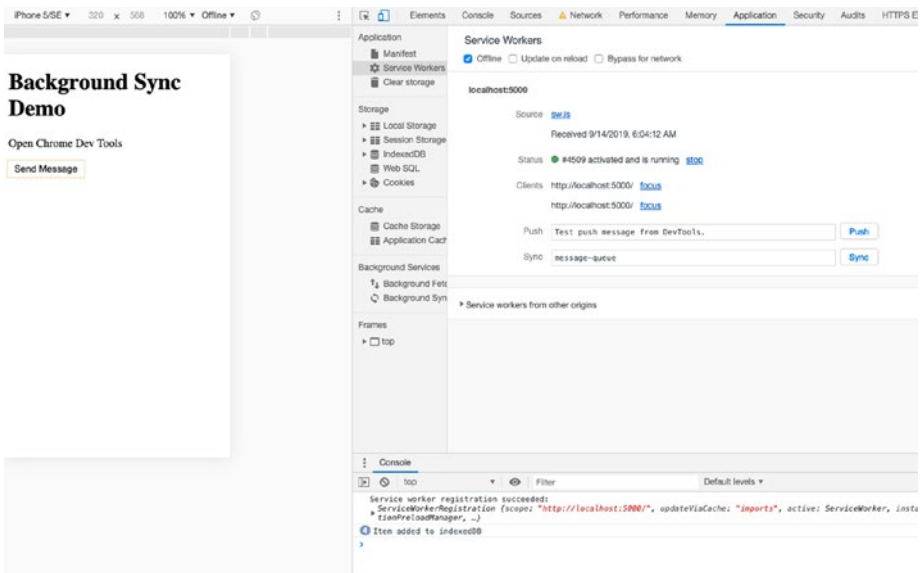 iPhone 5/SE ▼ 320 x 568 100% ▼ Offline ▼
Elements Console Sources Network Performance Memory Application Security Audits HTTPS E
Background Sync
Demo
Open Chrome Dev Tools
Send Message
Application
Manifest
Service Workers
Clear storage
Storage
Local Storage
Session Storage
IndexedDB
Web SQL
Cookies
Cache
Cache Storage
Application Cach
Background Services
Background Fetc
Background Syn
Frames
top
Service Workers
Offline Update on reload Bypass for network
localhost:5000
Source sw.js
Received 9/14/2019, 6:04:12 AM
Status #4509 activated and is running stop
Clients http://localhost:5000/ focus
http://localhost:5000/ focus
Push Test push message from DevTools. Push
Sync message-queue Sync
Service workers from other origins
Console
top Filter Default levels ▼
Service worker registration succeeded:
ServiceWorkerRegistration {scope: "http://localhost:5000/", updateViaCache: "imports", active: ServiceWorker, insta
tionPreloadManager, …}
Item added to indexedDB